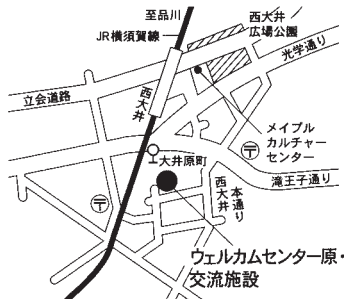 至品川
JR横須賀線
西大井
広場公園
光学通り
立会道路
西大井
メイプル
カルチャー
センター
大井原町
滝王子通り
西大井
本通り
ウェルカムセンター原・
交流施設